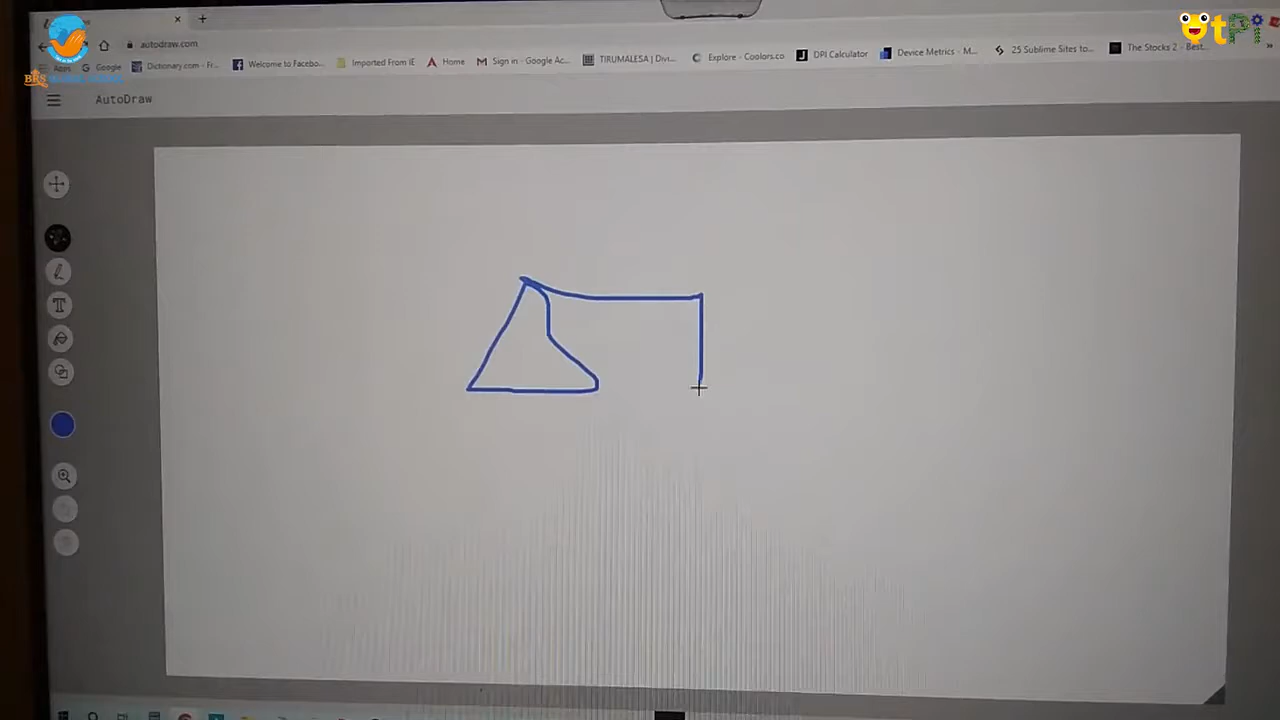 autodraw.com
Apps Google Dictionary.com - Fr... Welcome to Facebo... Imported From IE Home Sign in - Google Ac... TIRUMALESA | Divi... Explore - Coolors.co DPI Calculator Device Metrics - M... 25 Sublime Sites to... The Stocks 2 - Best...
AutoDraw
T